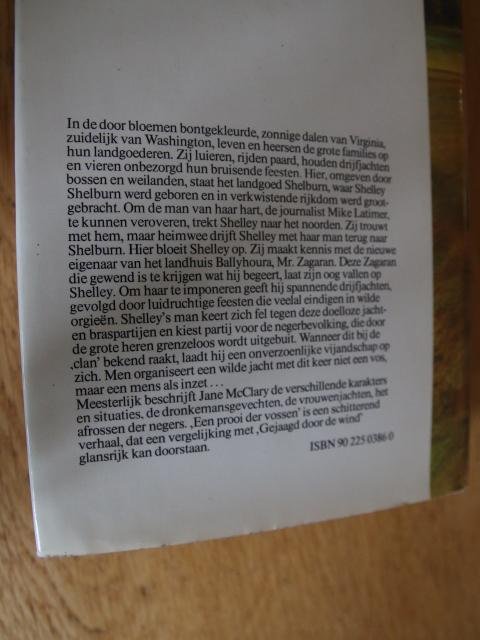 In de door bloemen bontgekleurde, zonnige dalen van Virginia,
zuidelijk van Washington, leven en heersen de grote families op
hun landgoederen. Zij luieren, rijden paard, houden drijfjachten
en vieren onbezorgd hun bruisende feesten. Hier, omgeven door
bossen en weilanden, staat het landgoed Shelburn, waar Shelley
Shelburn werd geboren en in verkwistende rijkdom werd groot-
gebracht. Om de man van haar hart, de journalist Mike Latimer,
te kunnen veroveren, trekt Shelley naar het noorden. Zij trouwt
met hem, maar heimwee drijft Shelley met haar man terug naar
Shelburn. Hier bloeit Shelley op. Zij maakt kennis met de nieuwe
eigenaar van het landhuis Ballyhoura, Mr. Zagaran. Deze Zagaran
die gewend is te krijgen wat hij begeert, laat zijn oog vallen op
Shelley. Om haar te imponeren geeft hij spannende drijfjachten,
gevolgd door luidruchtige feesten die veelal eindigen in wilde
orgieën. Shelley's man keert zich fel tegen deze doelloze jacht-
en braspartijen en kiest partij voor de negerbevolking, die door
de grote heren grenzeloos wordt uitgebuit. Wanneer dit bij de
‚clan' bekend raakt, laadt hij een onverzoenlijke vijandschap op
zich. Men organiseert een wilde jacht met dit keer niet een vos,
maar een mens als inzet . . .
Meesterlijk beschrijft Jane McClary de verschillende karakters
en situaties, de dronkemansgevechten, de vrouwenjachten, het
afrossen der negers. ‚Een prooi der vossen' is een schitterend
verhaal, dat een vergelijking met ‚Gejaagd door de wind'
glansrijk kan doorstaan.
ISBN 90 225 0386 0